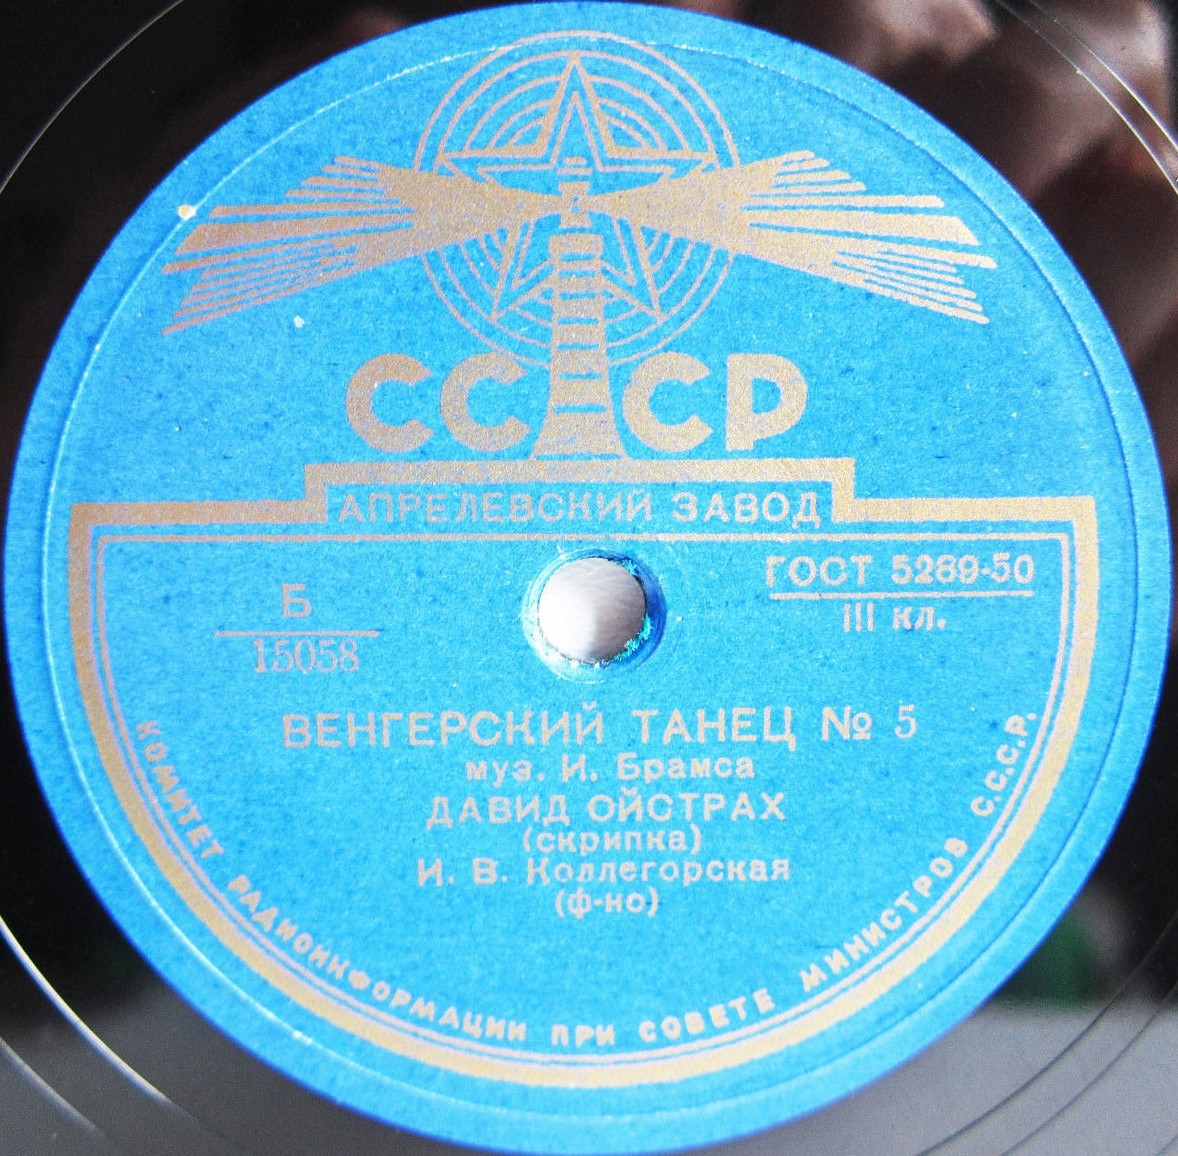 СССР
АПРЕЛЕВСКИЙ ЗАВОД
ГОСТ 5289-50
III кл.
Б
15058
ВЕНГЕРСКИЙ ТАНЕЦ № 5
муз. И. Брамса
ДАВИД ОЙСТРАХ
(скрипка)
И. В. Коллегорская
(ф-но)
КОМИТЕТ РАДИОИНФОРМАЦИИ ПРИ СОВЕТЕ МИНИСТРОВ С.С.С.Р.